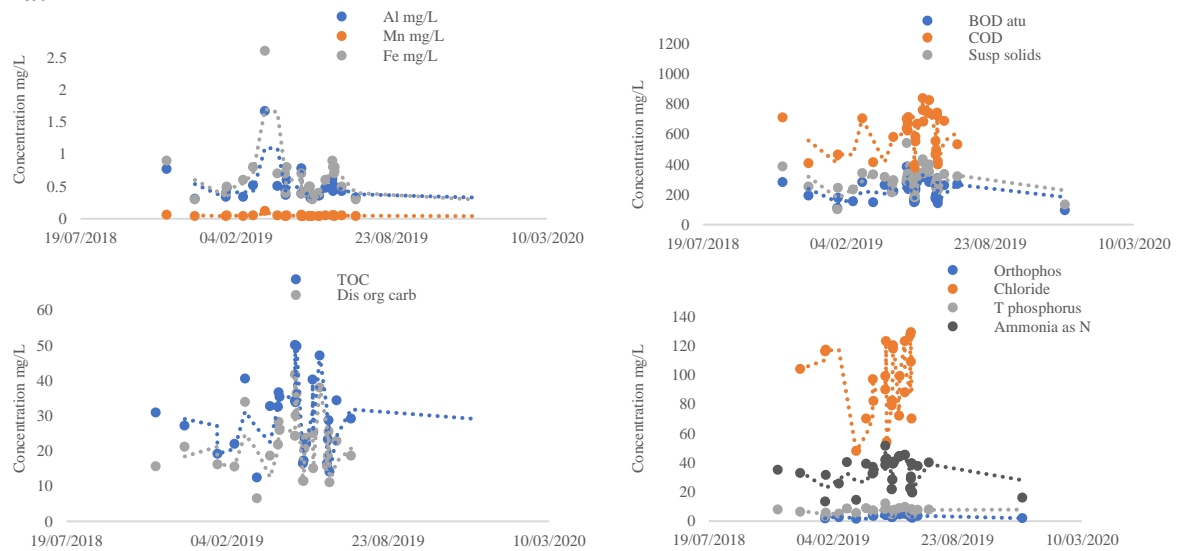 Al mg/L
Mn mg/L
Fe mg/L
Concentration mg/L
2.5
2
1.5
1
0.5
0
19/07/2018 04/02/2019 23/08/2019 10/03/2020
BOD atu
COD
Susp solids
Concentration mg/L
1200
1000
800
600
400
200
0
19/07/2018 04/02/2019 23/08/2019 10/03/2020
TOC
Dis org carb
Concentration mg/L
60
50
40
30
20
10
0
19/07/2018 04/02/2019 23/08/2019 10/03/2020
Orthophos
Chloride
T phosphorus
Ammonia as N
Concentration mg/L
140
120
100
80
60
40
20
0
19/07/2018 04/02/2019 23/08/2019 10/03/2020